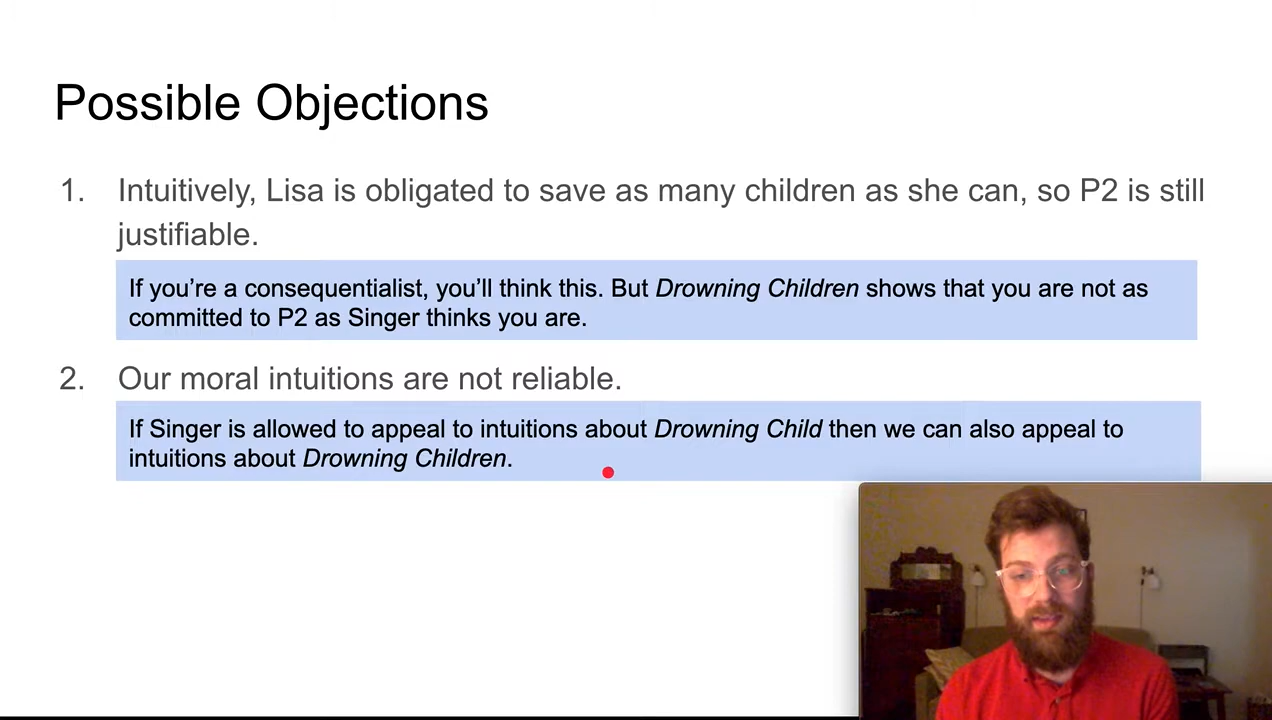 Possible Objections
1. Intuitively, Lisa is obligated to save as many children as she can, so P2 is still
justifiable.
If you’re a consequentialist, you’ll think this. But Drowning Children shows that you are not as
committed to P2 as Singer thinks you are.
2. Our moral intuitions are not reliable.
If Singer is allowed to appeal to intuitions about Drowning Child then we can also appeal to
intuitions about Drowning Children.